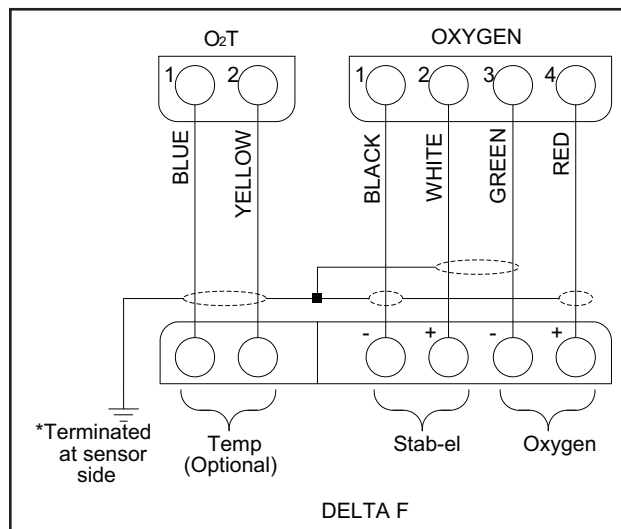 O2T
OXYGEN
1 2 1 2 3 4
BLUE
YELLOW
BLACK
WHITE
GREEN
RED
- + - +
*Terminated
at sensor
side
Temp
(Optional)
Stab-el
Oxygen
DELTA F